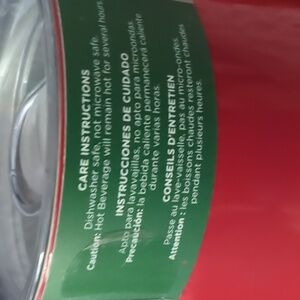 CARE INSTRUCTIONS
Dishwasher safe, not microwave safe.
Caution: Hot Beverage will remain hot for several hours.
INSTRUCCIONES DE CUIDADO
Apto para lavavajillas, no apto para microondas
Precaución: la bebida caliente permanecerá caliente
durante varias horas.
CONSEILS D'ENTRETIEN
Passe au lave-vaisselle, pas au micro-ondes.
Attention : les boissons chaudes resteront chaudes
pendant plusieurs heures.